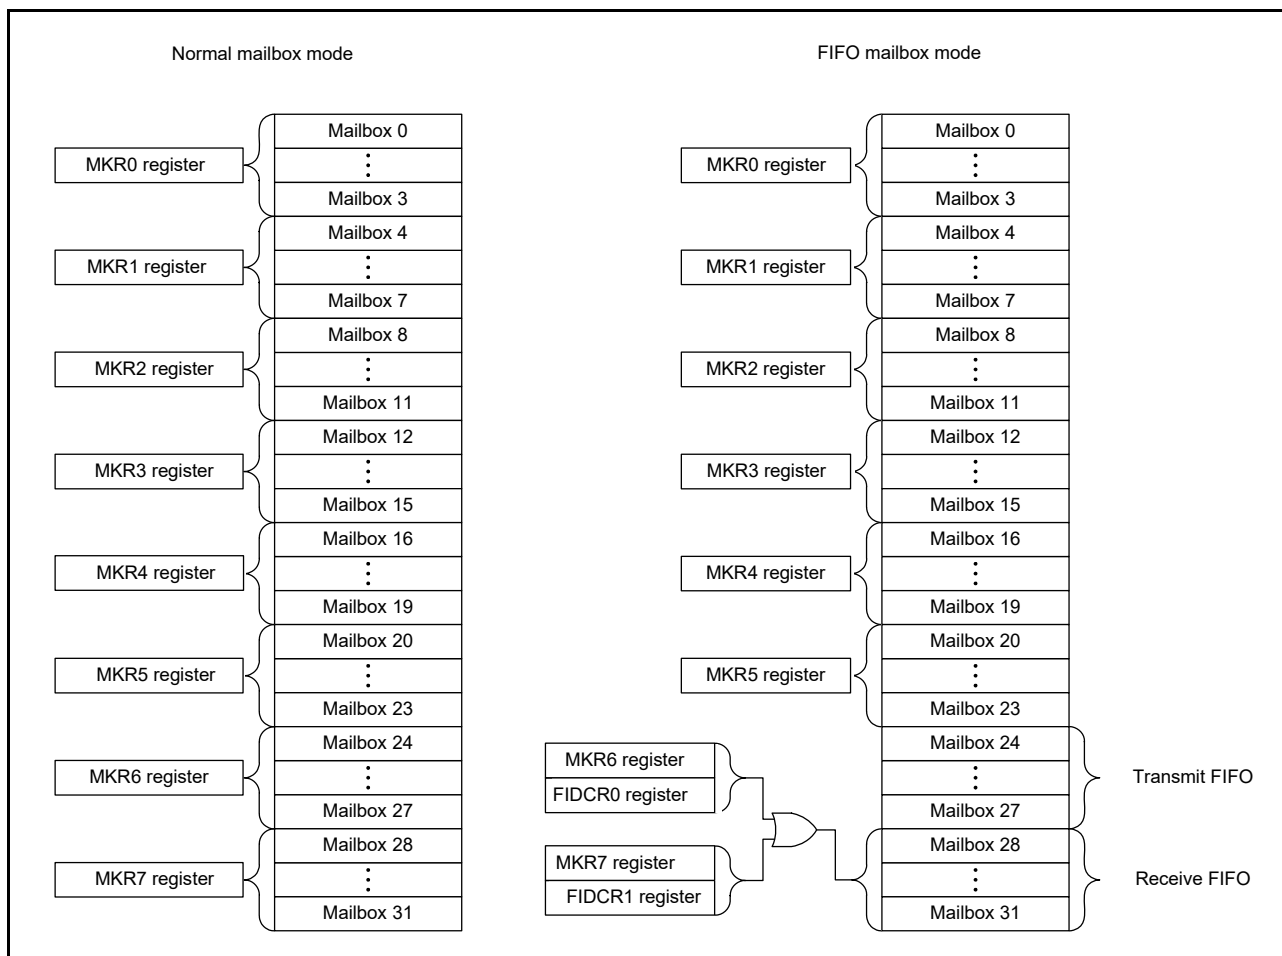 Normal mailbox mode
MKR0 register
Mailbox 0
Mailbox 3
MKR1 register
Mailbox 4
Mailbox 7
MKR2 register
Mailbox 8
Mailbox 11
MKR3 register
Mailbox 12
Mailbox 15
MKR4 register
Mailbox 16
Mailbox 19
MKR5 register
Mailbox 20
Mailbox 23
MKR6 register
Mailbox 24
Mailbox 27
MKR7 register
Mailbox 28
Mailbox 31
FIFO mailbox mode
MKR0 register
Mailbox 0
Mailbox 3
MKR1 register
Mailbox 4
Mailbox 7
MKR2 register
Mailbox 8
Mailbox 11
MKR3 register
Mailbox 12
Mailbox 15
MKR4 register
Mailbox 16
Mailbox 19
MKR5 register
Mailbox 20
Mailbox 23
MKR6 register
FIDCR0 register
Mailbox 24
Mailbox 27
Transmit FIFO
MKR7 register
FIDCR1 register
Mailbox 28
Mailbox 31
Receive FIFO